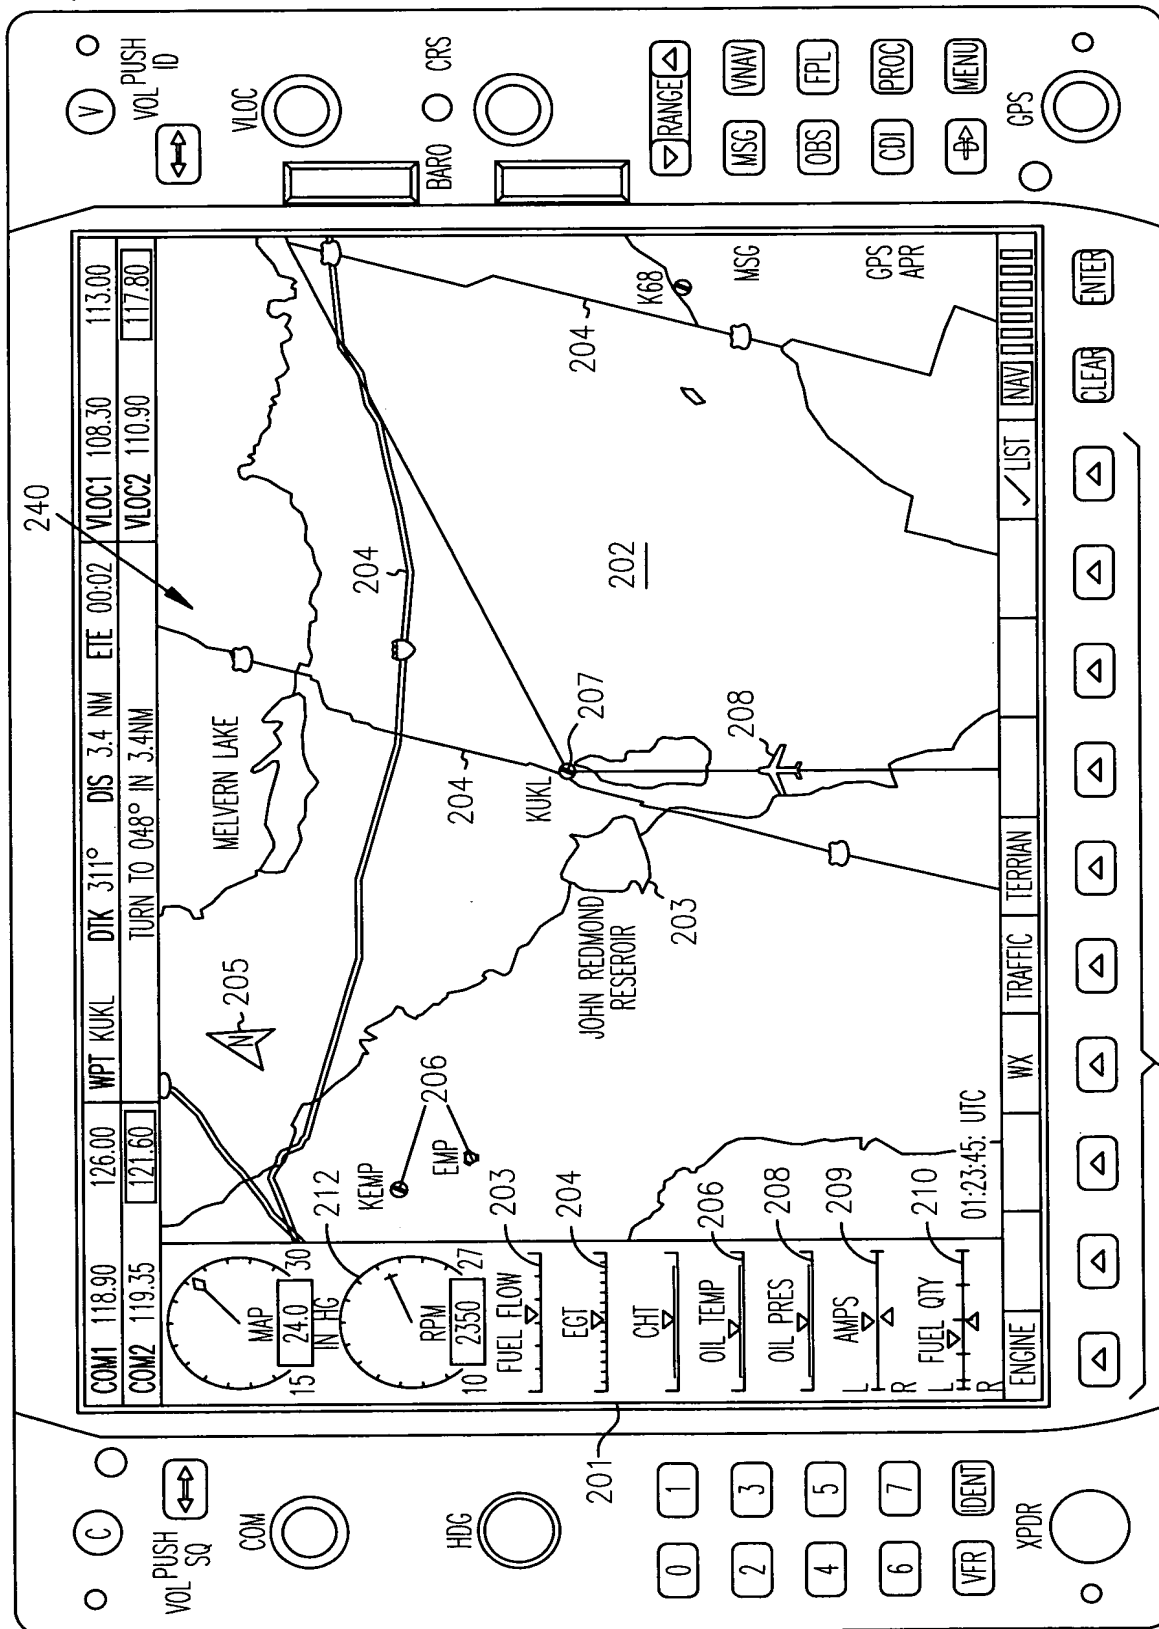 C
VOL PUSH
SQ
COM
HDG
0 1
2 3
4 5
6 7
VFR IDENT
XPDR
COM1 118.90 126.00 WPT KUKL DTK 311° DIS 3.4 NM ETE 00:02 VLOC1 108.30 113.00
COM2 119.35 121.60 TURN TO 048° IN 3.4NM VLOC2 110.90 117.80
MAP
24.0
15 IN HG 30
212
RPM
2350
10 27
FUEL FLOW 203
EGT 204
CHT
OIL TEMP 206
OIL PRES 208
L AMPS 209
R
L FUEL QTY 210
R
201
240
N 205
MELVERN LAKE
204
KEMP
206
EMP
204
KUKL
207
JOHN REDMOND
RESEROIR
203
208
202
K68
204
MSG
GPS
APR
01:23:45: UTC
ENGINE WX TRAFFIC TERRIAN ✓ LIST NAV
CLEAR ENTER
V
VOL PUSH
ID
VLOC
BARO CRS
RANGE
MSG VNAV
OBS FPL
CDI PROC
D MENU
GPS